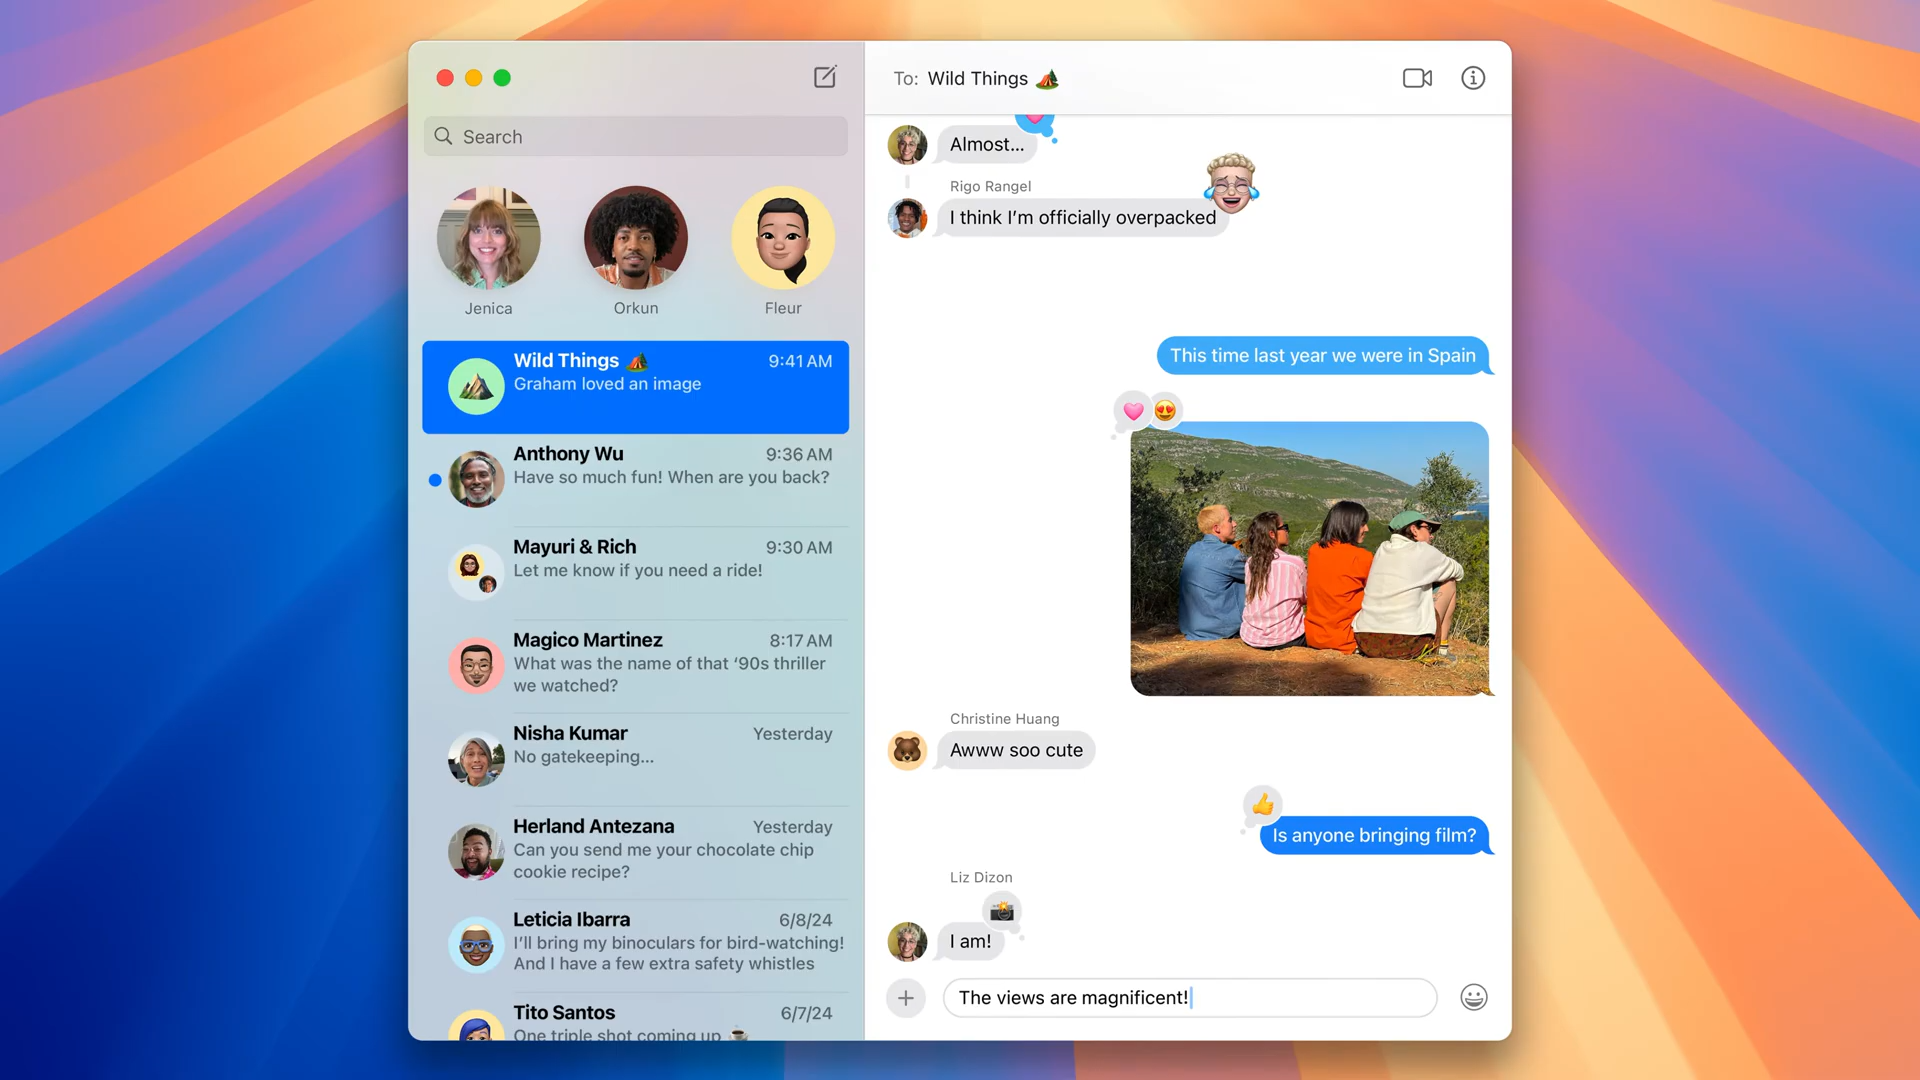 Search
Jenica
Orkun
Fleur
Wild Things 9:41 AM
Graham loved an image
Anthony Wu 9:36 AM
Have so much fun! When are you back?
Mayuri & Rich 9:30 AM
Let me know if you need a ride!
Magico Martinez 8:17 AM
What was the name of that ‘90s thriller
we watched?
Nisha Kumar Yesterday
No gatekeeping...
Herland Antezana Yesterday
Can you send me your chocolate chip
cookie recipe?
Leticia Ibarra 6/8/24
I’ll bring my binoculars for bird-watching!
And I have a few extra safety whistles
Tito Santos 6/7/24
One triple shot coming up
To: Wild Things
Almost...
Rigo Rangel
I think I’m officially overpacked
This time last year we were in Spain
Christine Huang
Awww soo cute
Is anyone bringing film?
Liz Dizon
I am!
The views are magnificent!